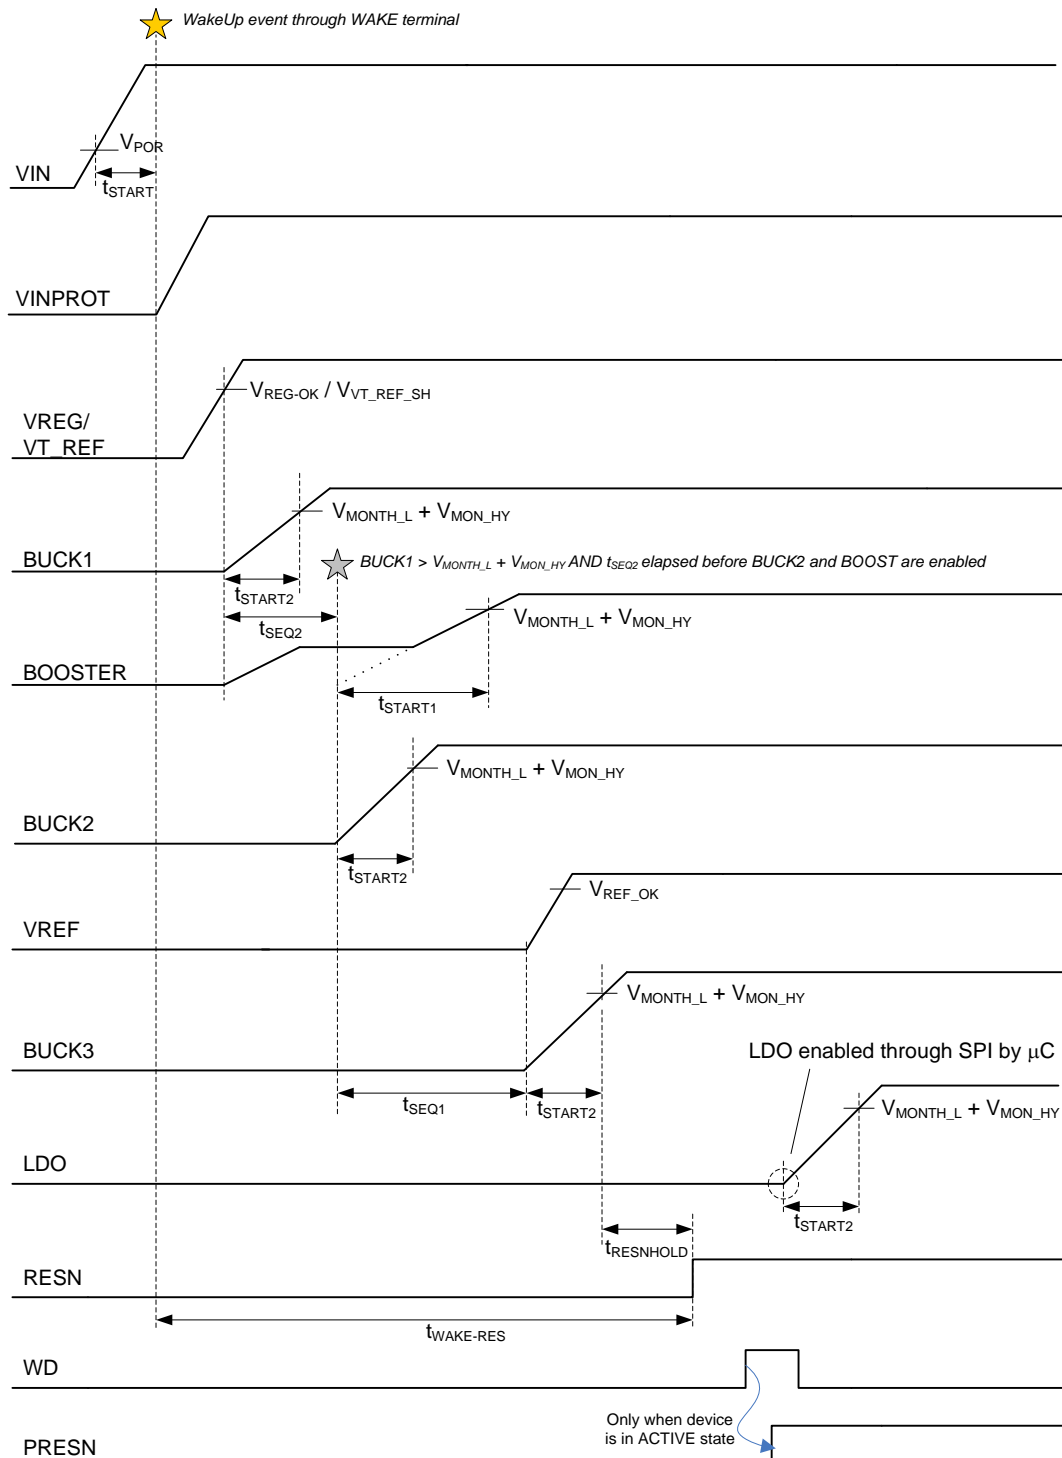 WakeUp event through WAKE terminal
VPOR
VIN
tSTART
VINPROT
VREG-OK / VVT_REF_SH
VREG/
VT_REF
VMONTH_L + VMON_HY
BUCK1
BUCK1 > VMONTH_L + VMON_HY AND tSEQ2 elapsed before BUCK2 and BOOST are enabled
tSTART2
VMONTH_L + VMON_HY
tSEQ2
BOOSTER
tSTART1
VMONTH_L + VMON_HY
BUCK2
tSTART2
VREF_OK
VREF
VMONTH_L + VMON_HY
BUCK3
LDO enabled through SPI by µC
tSEQ1
tSTART2
VMONTH_L + VMON_HY
LDO
tSTART2
tRESNHOLD
RESN
tWAKE-RES
WD
Only when device
is in ACTIVE state
PRESN